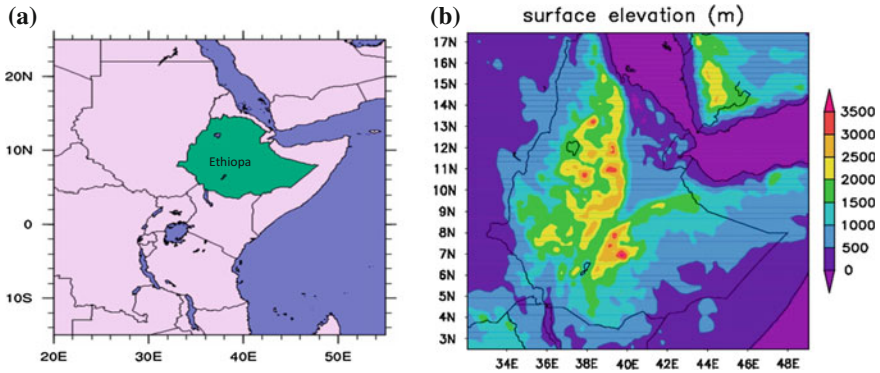 (a)
20N
10N
0
10S
20E
30E
40E
50E
Ethiopa
(b)
surface elevation (m)
17N
16N
15N
14N
13N
12N
11N
10N
9N
8N
7N
6N
5N
4N
3N
34E
36E
38E
40E
42E
44E
46E
48E
3500
3000
2500
2000
1500
1000
500
0